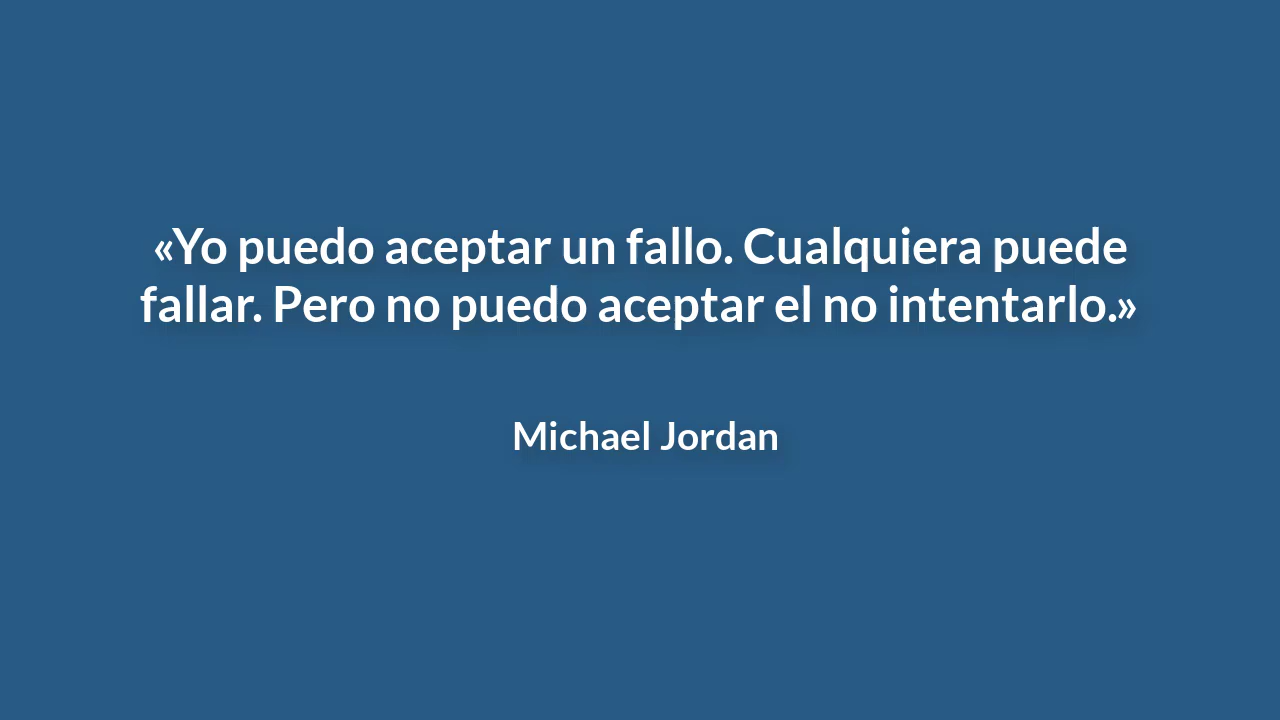 «Yo puedo aceptar un fallo. Cualquiera puede
fallar. Pero no puedo aceptar el no intentarlo.»
Michael Jordan